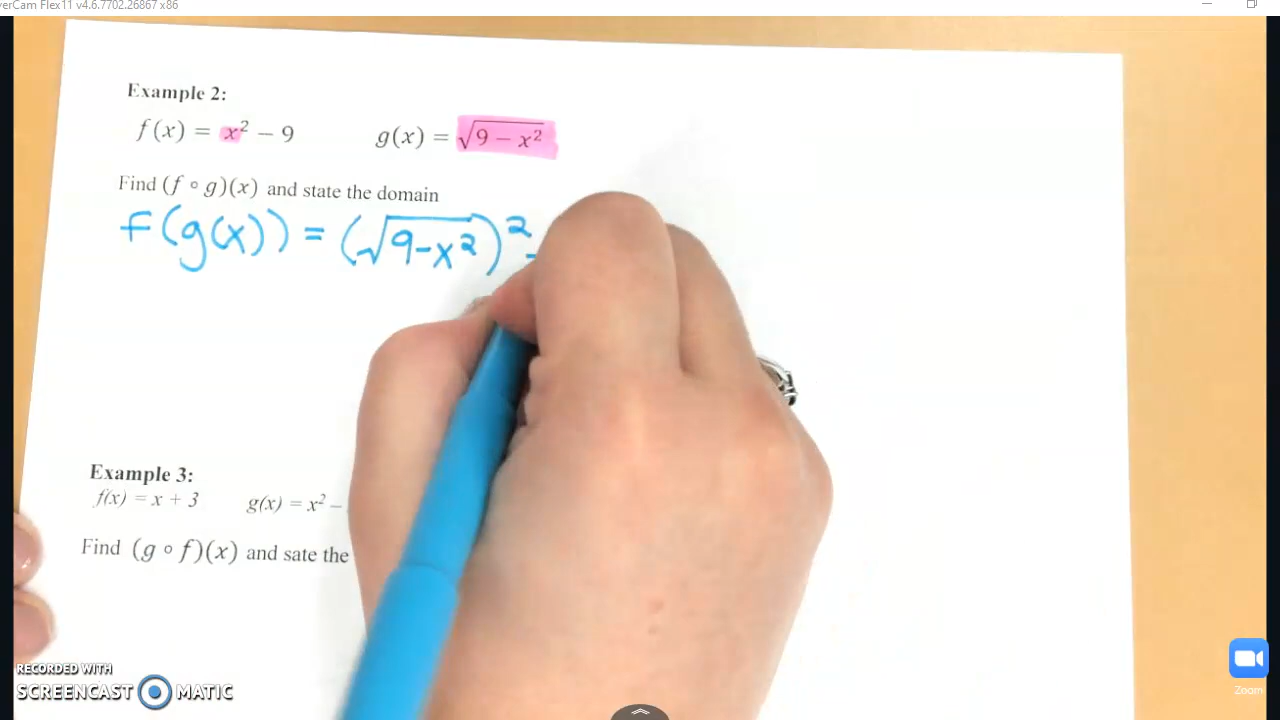 erCam Flex11 v4.6.7702.26867 x86
Example 2:
f(x) = x² − 9 g(x) = √(9 − x²)
Find (f ∘ g)(x) and state the domain
f(g(x)) = (√(9-x²))² -
Example 3:
f(x) = x + 3 g(x) = x² −
Find (g ∘ f)(x) and sate the
RECORDED WITH
SCREENCAST MATIC
Zoom